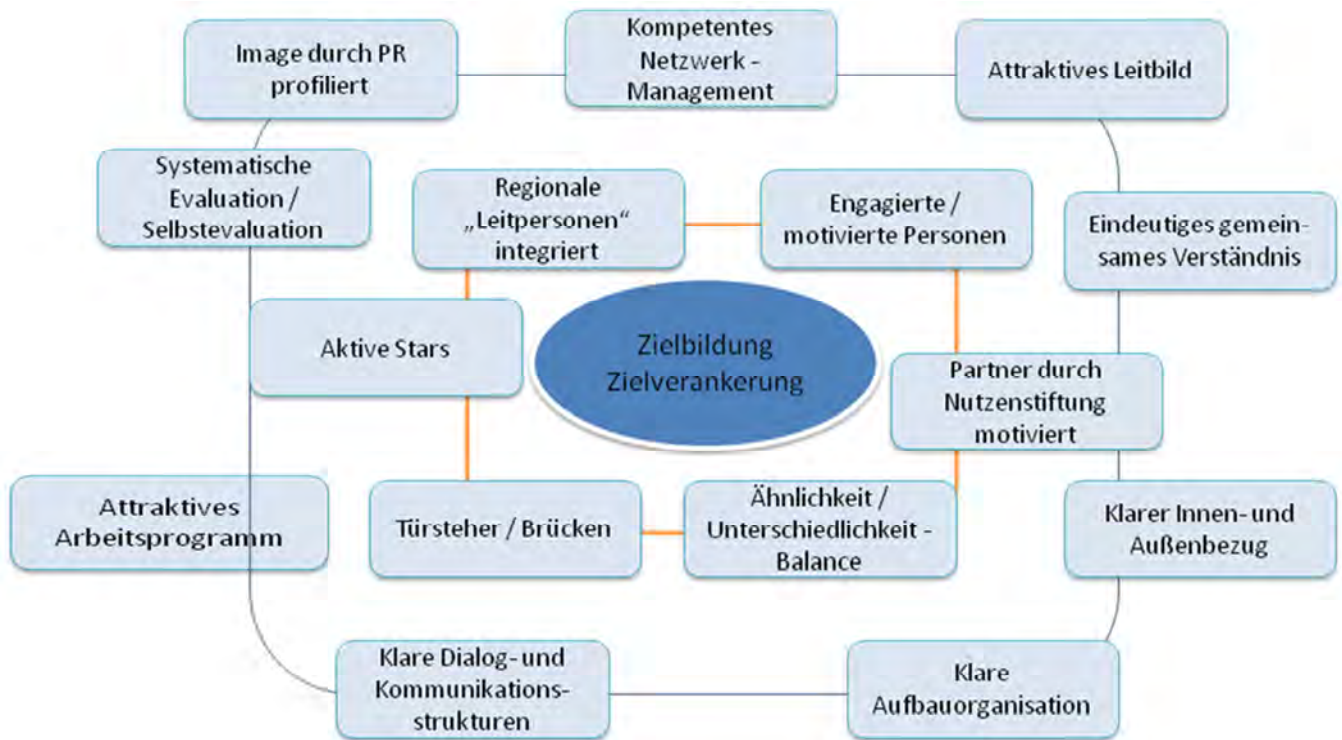 Image durch PR
profiliert
Kompetentes
Netzwerk -
Management
Attraktives Leitbild
Systematische
Evaluation /
Selbstevaluation
Regionale
„Leitpersonen“
integriert
Engagierte /
motivierte Personen
Eindeutiges gemein-
sames Verständnis
Aktive Stars
Zielbildung
Zielverankerung
Partner durch
Nutzenstiftung
motiviert
Attraktives
Arbeitsprogramm
Türsteher / Brücken
Ähnlichkeit /
Unterschiedlichkeit -
Balance
Klarer Innen- und
Außenbezug
Klare Dialog- und
Kommunikations-
strukturen
Klare
Aufbauorganisation